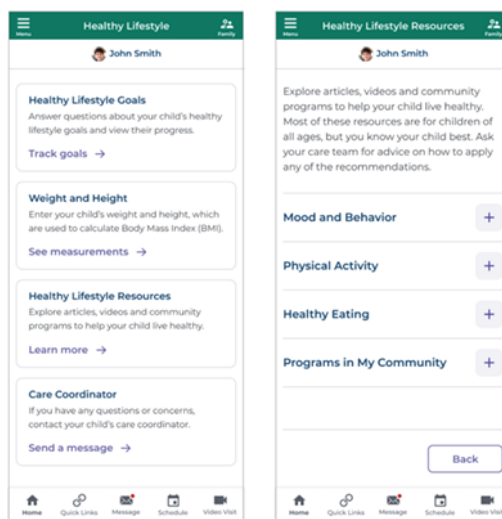 Healthy Lifestyle
Menu
Family
John Smith
Healthy Lifestyle Goals
Answer questions about your child's healthy
lifestyle goals and view their progress.
Track goals →
Weight and Height
Enter your child's weight and height, which
are used to calculate Body Mass Index (BMI).
See measurements →
Healthy Lifestyle Resources
Explore articles, videos and community
programs to help your child live healthy.
Learn more →
Care Coordinator
If you have any questions or concerns,
contact your child's care coordinator.
Send a message →
Home Quick Links Message Schedule Video Visit
Healthy Lifestyle Resources
Menu
Family
John Smith
Explore articles, videos and community
programs to help your child live healthy.
Most of these resources are for children of
all ages, but you know your child best. Ask
your care team for advice on how to apply
any of the recommendations.
Mood and Behavior +
Physical Activity +
Healthy Eating +
Programs in My Community +
Back
Home Quick Links Message Schedule Video Visit